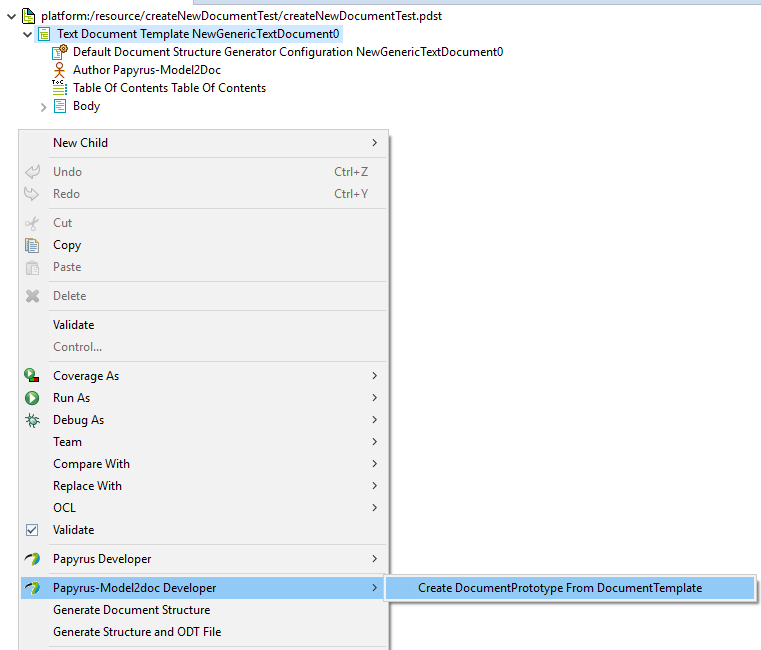 platform:/resource/createNewDocumentTest/createNewDocumentTest.pdst
Text Document Template NewGenericTextDocument0
Default Document Structure Generator Configuration NewGenericTextDocument0
Author Papyrus-Model2Doc
ToC
Table Of Contents Table Of Contents
Body
New Child
Undo Ctrl+Z
Redo Ctrl+Y
Cut
Copy
Paste
Delete
Validate
Control...
Coverage As
Run As
Debug As
Team
Compare With
Replace With
OCL
Validate
Papyrus Developer
Papyrus-Model2doc Developer
Create DocumentPrototype From DocumentTemplate
Generate Document Structure
Generate Structure and ODT File